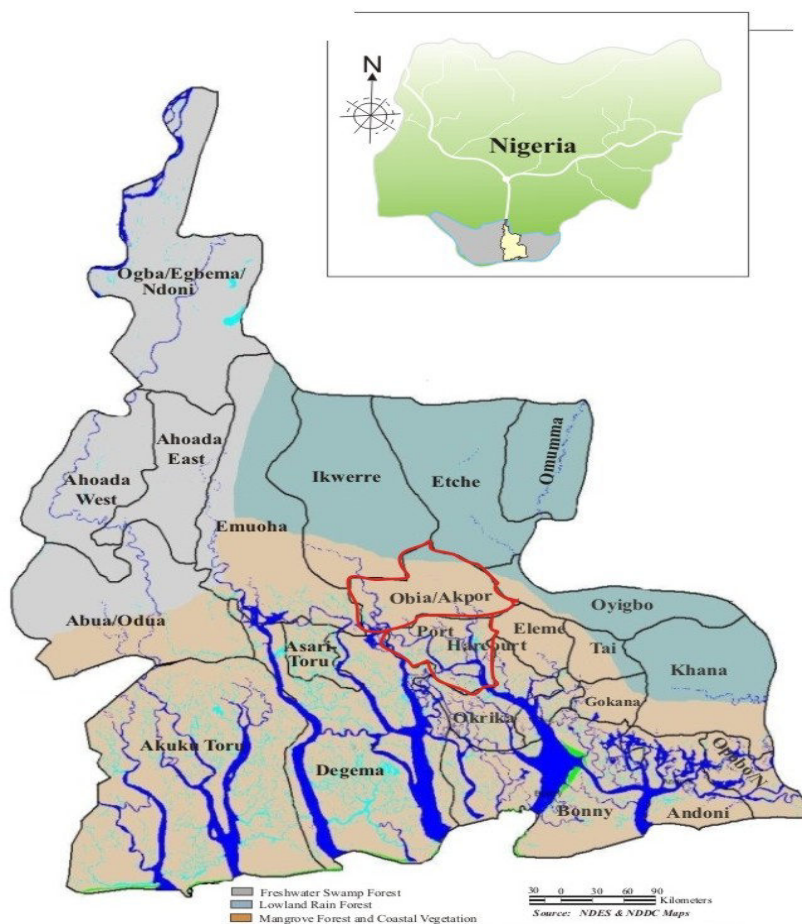 N
Nigeria
Ogba/Egbema/
Ndoni
Ahoada
East
Ahoada
West
Ikwerre
Etche
Omumma
Emuoha
Abua/Odua
Obia/Akpor
Oyigbo
Port
Harcourt
Eleme
Tai
Asari-
Toru
Khana
Gokana
Okrika
Akuku Toru
Degema
Opobo/N
Bonny
Andoni
Freshwater Swamp Forest
Lowland Rain Forest
Mangrove Forest and Coastal Vegetation
30 0 30 60 90
Kilometers
Source: NDES & NDDC Maps